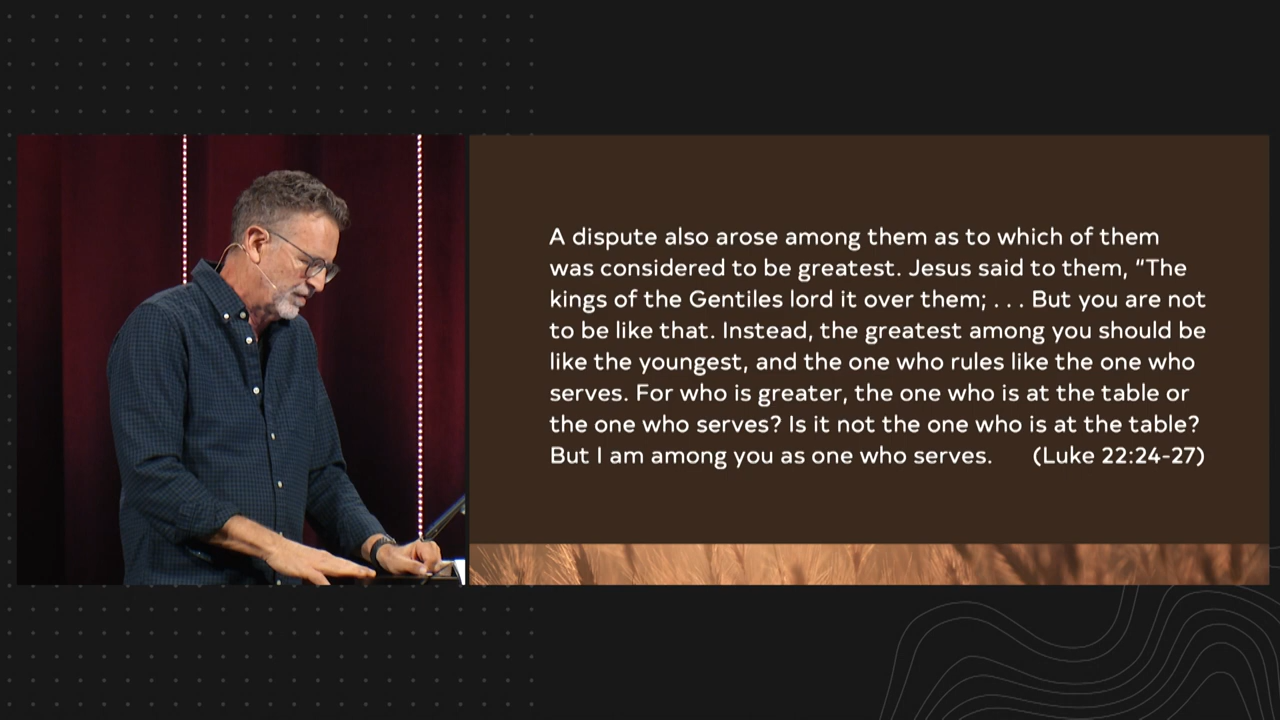 A dispute also arose among them as to which of them
was considered to be greatest. Jesus said to them, “The
kings of the Gentiles lord it over them; . . . But you are not
to be like that. Instead, the greatest among you should be
like the youngest, and the one who rules like the one who
serves. For who is greater, the one who is at the table or
the one who serves? Is it not the one who is at the table?
But I am among you as one who serves. (Luke 22:24-27)